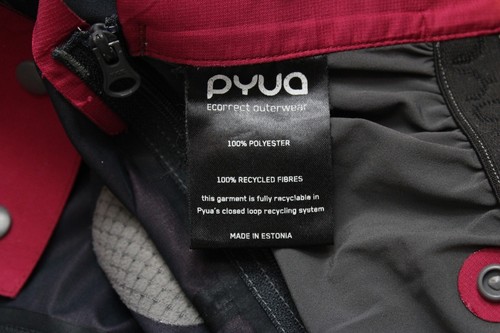 PYUA
ECorrect outerwear
100% POLYESTER
100% RECYCLED FIBRES
this garment is fully recyclable in
Pyua's closed loop recycling system
MADE IN ESTONIA